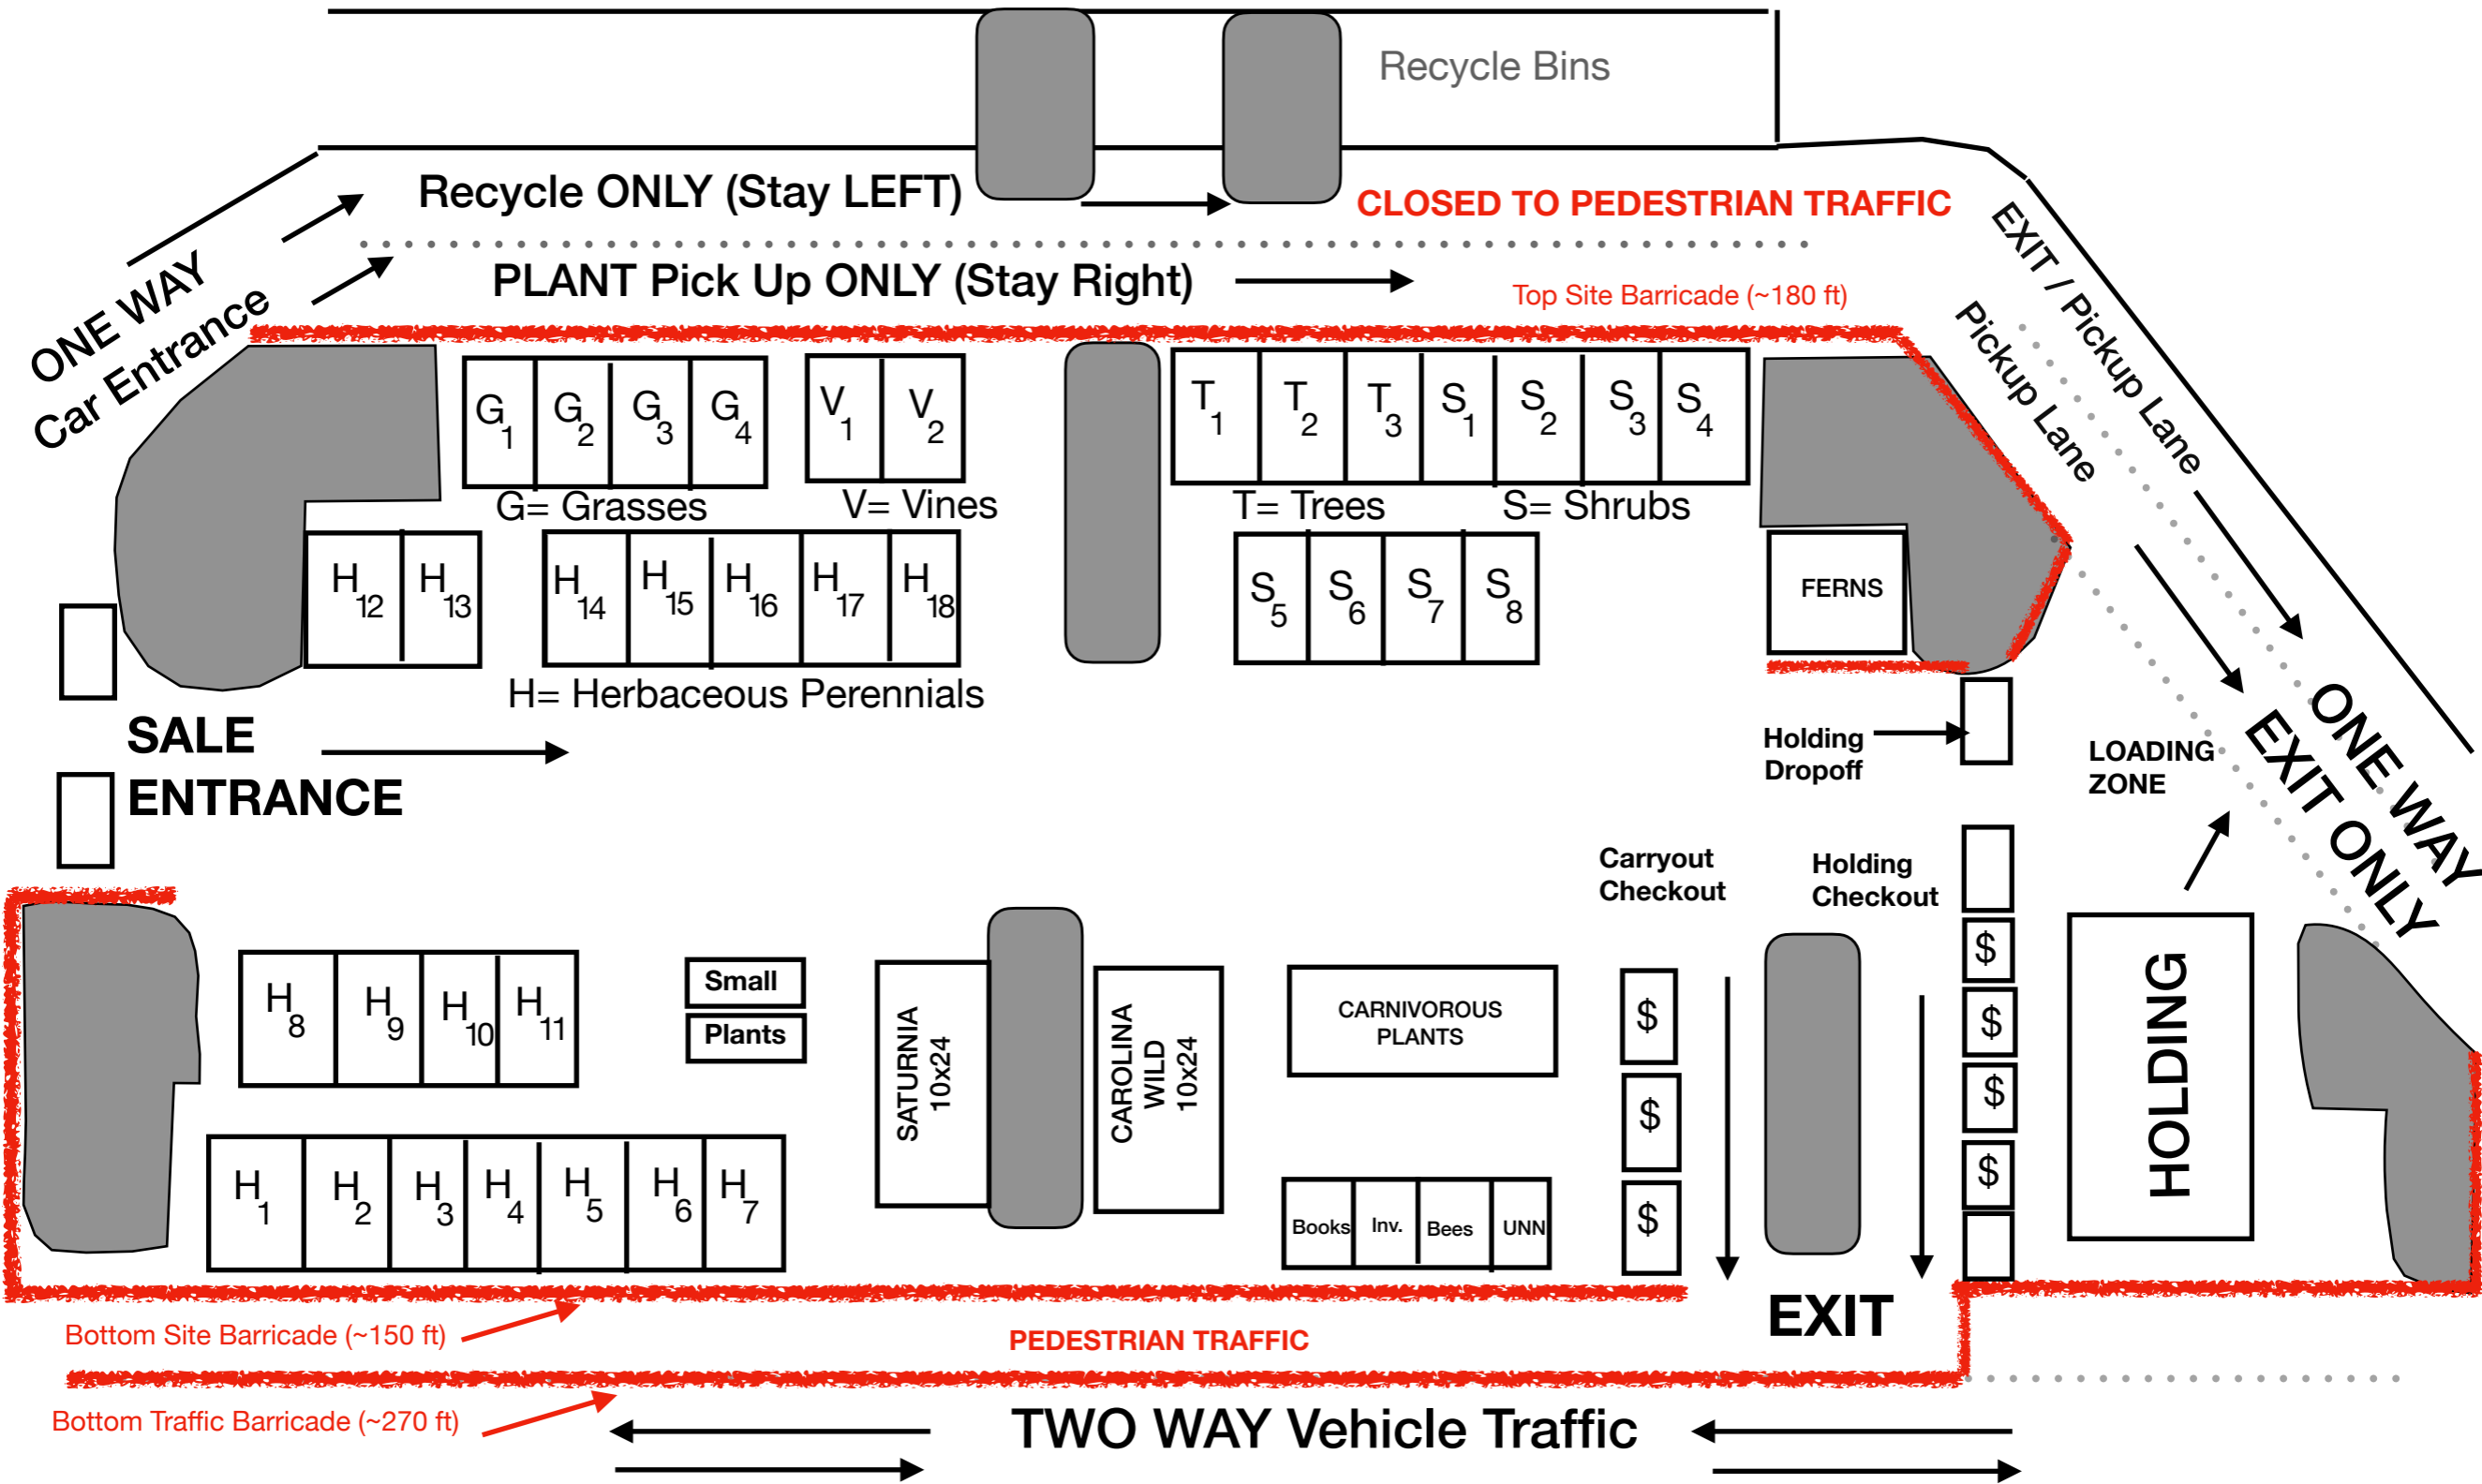 Recycle Bins
Recycle ONLY (Stay LEFT)
CLOSED TO PEDESTRIAN TRAFFIC
ONE WAY
Car Entrance
PLANT Pick Up ONLY (Stay Right)
Top Site Barricade (~180 ft)
EXIT / Pickup Lane
Pickup Lane
G1 G2 G3 G4
V1 V2
T1 T2 T3 S1 S2 S3 S4
G= Grasses
V= Vines
T= Trees
S= Shrubs
H12 H13
H14 H15 H16 H17 H18
S5 S6 S7 S8
FERNS
H= Herbaceous Perennials
SALE
ENTRANCE
Holding
Dropoff
LOADING
ZONE
ONE WAY
EXIT ONLY
Carryout
Checkout
Holding
Checkout
H8 H9 H10 H11
Small
Plants
SATURNIA
10x24
CAROLINA
WILD
10x24
CARNIVOROUS
PLANTS
$
$
$
$
$
$
$
HOLDING
H1 H2 H3 H4 H5 H6 H7
Books Inv. Bees UNN
EXIT
Bottom Site Barricade (~150 ft)
PEDESTRIAN TRAFFIC
Bottom Traffic Barricade (~270 ft)
TWO WAY Vehicle Traffic